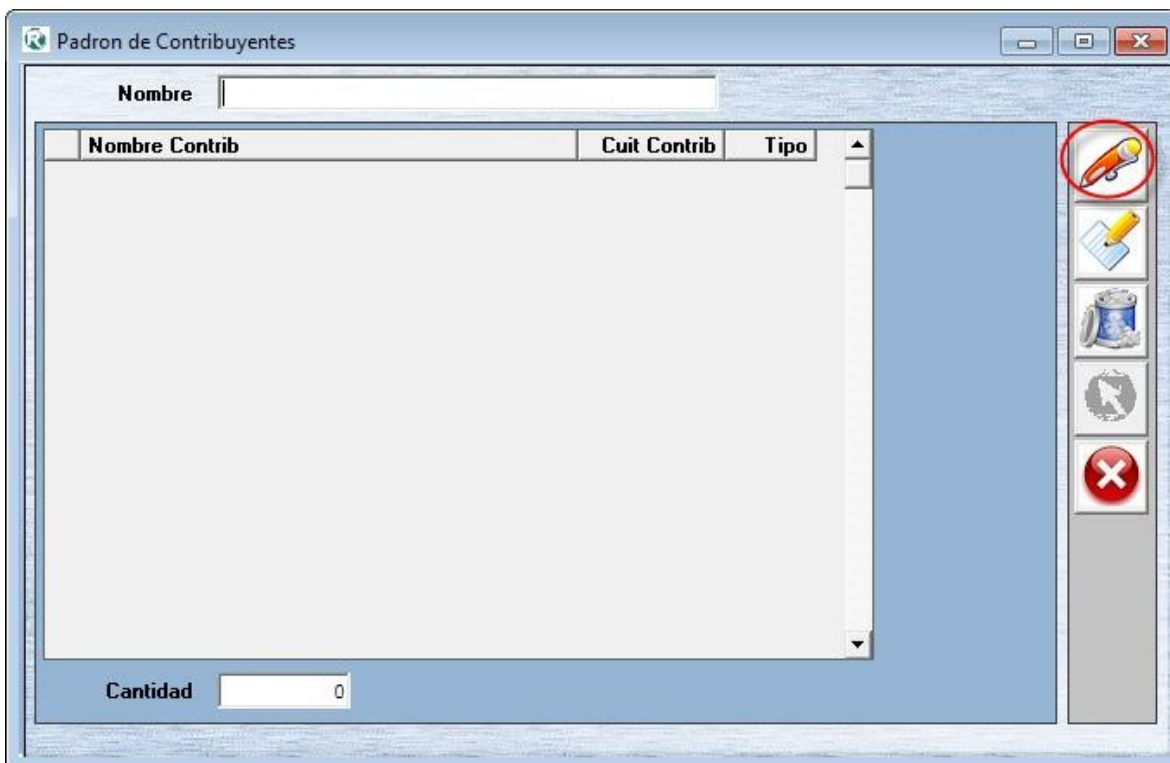 Padron de Contribuyentes
Nombre
Nombre Contrib Cuit Contrib Tipo
Cantidad 0